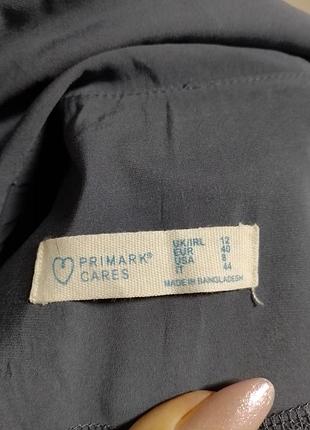 PRIMARK®
CARES
UK/IRL 12
EUR 40
USA 8
IT 44
MADE IN BANGLADESH